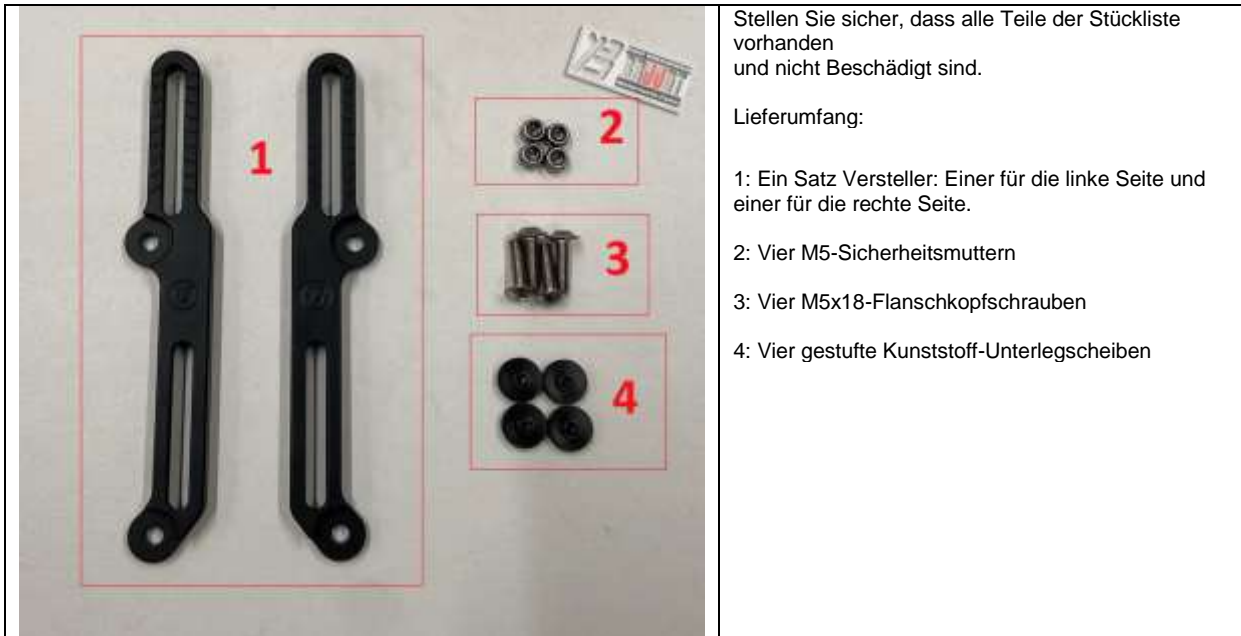 1
2
3
4
Stellen Sie sicher, dass alle Teile der Stückliste
vorhanden
und nicht Beschädigt sind.
Lieferumfang:
1: Ein Satz Versteller: Einer für die linke Seite und
einer für die rechte Seite.
2: Vier M5-Sicherheitsmuttern
3: Vier M5x18-Flanschkopfschrauben
4: Vier gestufte Kunststoff-Unterlegscheiben